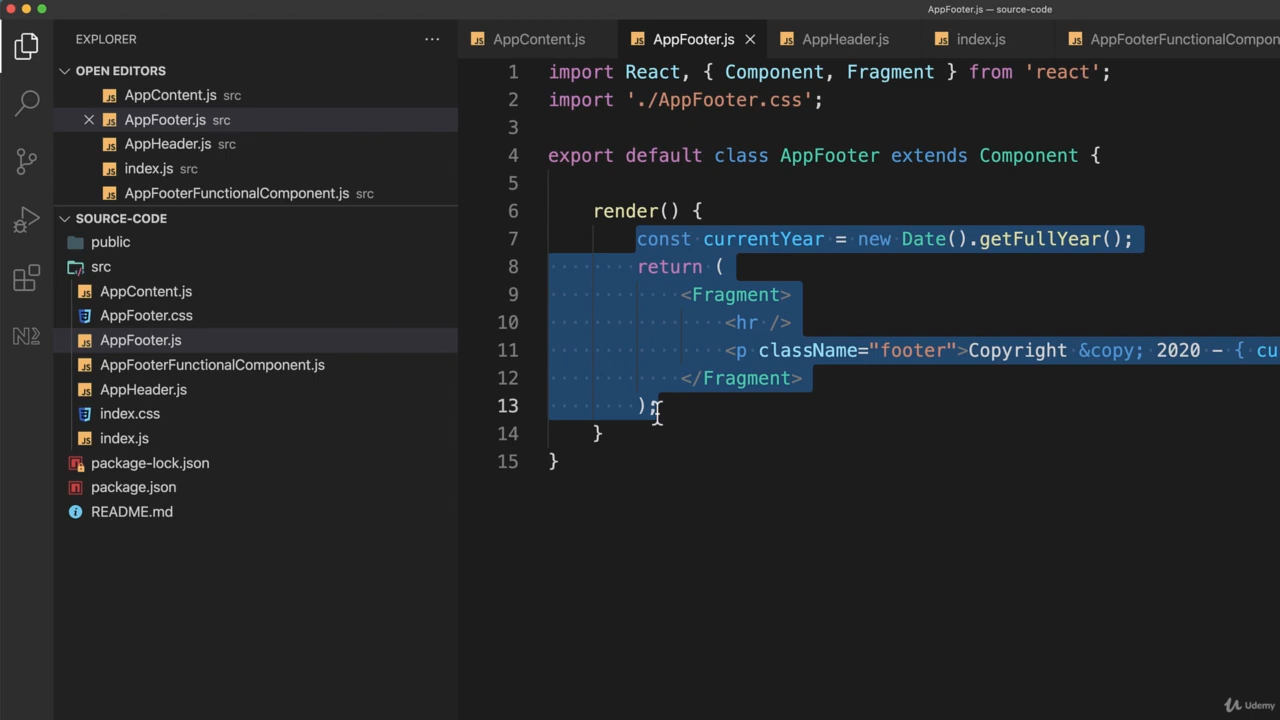 AppFooter.js — source-code
EXPLORER
OPEN EDITORS
AppContent.js src
AppFooter.js src
AppHeader.js src
index.js src
AppFooterFunctionalComponent.js src
SOURCE-CODE
public
src
AppContent.js
AppFooter.css
AppFooter.js
AppFooterFunctionalComponent.js
AppHeader.js
index.css
index.js
package-lock.json
package.json
README.md
AppContent.js AppFooter.js AppHeader.js index.js AppFooterFunctionalCompon
1 import React, { Component, Fragment } from 'react';
2 import './AppFooter.css';
3
4 export default class AppFooter extends Component {
5
6 render() {
7 const currentYear = new Date().getFullYear();
8 return (
9 <Fragment>
10 <hr />
11 <p className="footer">Copyright &copy; 2020 - { cu
12 </Fragment>
13 );
14 }
15 }
Udemy